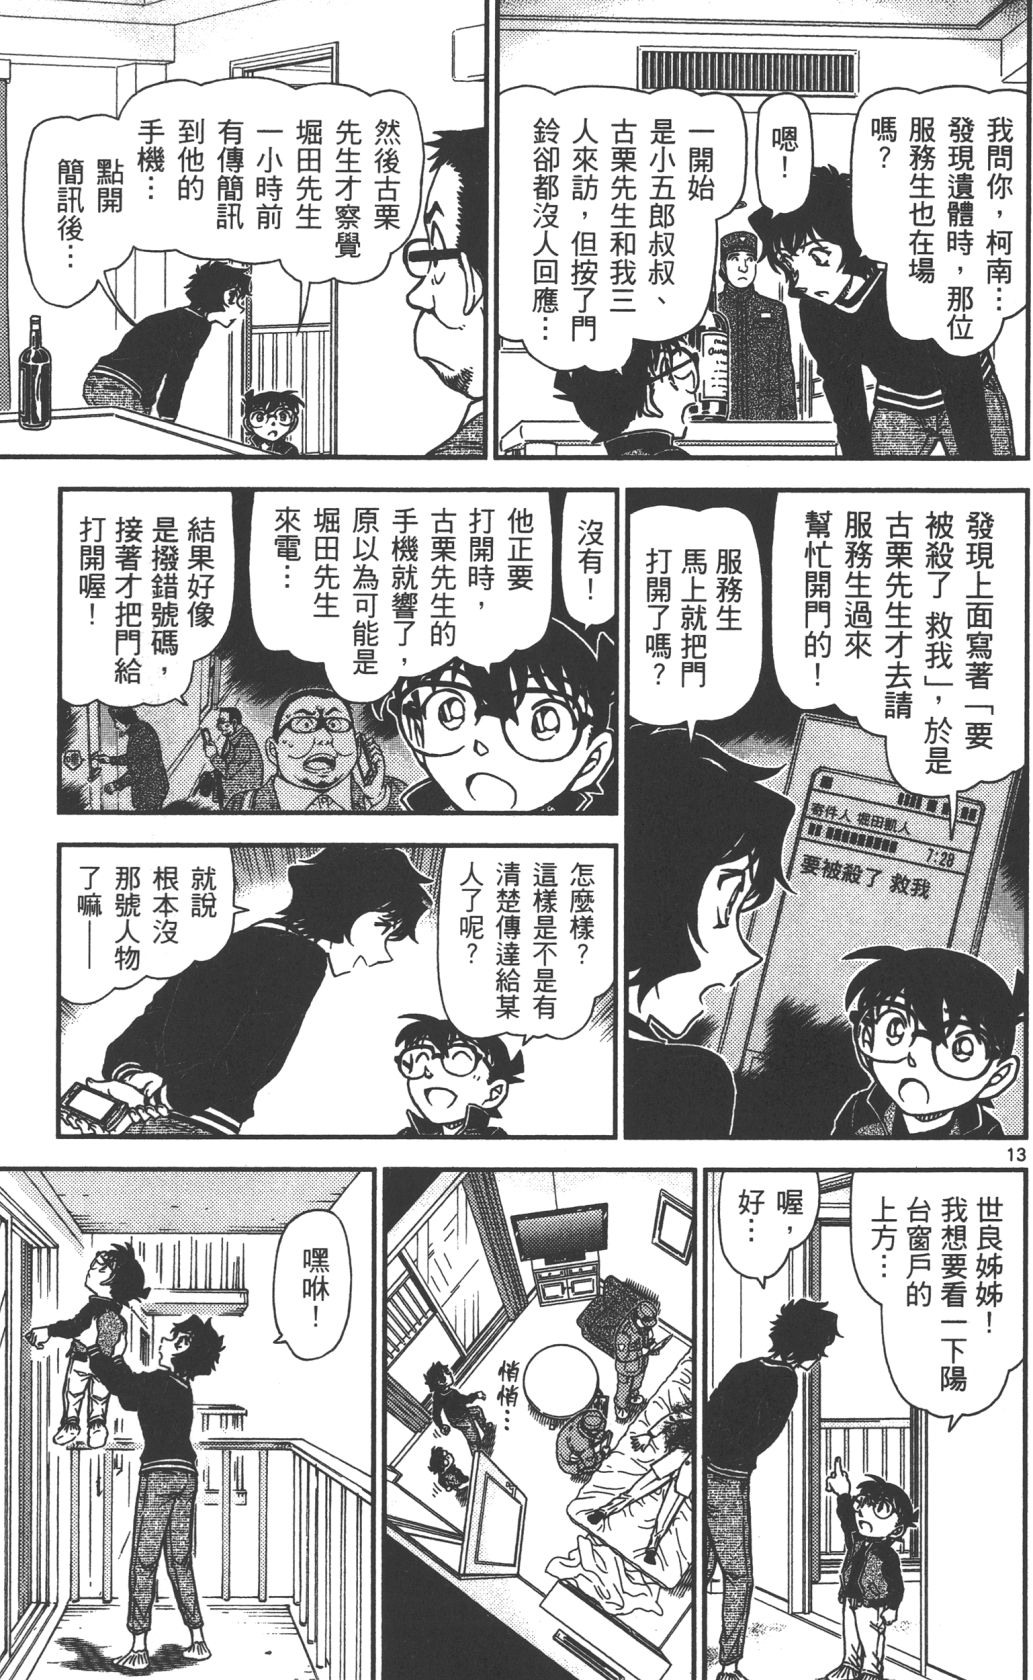 我問你，柯南…
發現遺體時，那位
服務生也在場
嗎？
嗯！
一開始
是小五郎叔叔、
古栗先生和我三
人來訪，但按了門
鈴卻都沒人回應…
然後古栗
先生才察覺
堀田先生
一小時前
有傳簡訊
到他的
手機…
點開
簡訊後…
發現上面寫著「要
被殺了 救我」，於是
古栗先生才去請
服務生過來
幫忙開門的！
寄件人 堀田凱人
7:29
要被殺了 救我
服務生
馬上就把門
打開了嗎？
沒有！
他正要
打開時，
古栗先生的
手機就響了，
原以為可能是
堀田先生
來電…
結果好像
是撥錯號碼，
接著才把門給
打開喔！
怎麼樣？
這樣是不是有
清楚傳達給某
人了呢？
就說
根本沒
那號人物
了嘛——
13
世良姊姊！
我想要看一下陽
台窗戶的
上方…
喔，
好…
悄悄…
嘿咻！